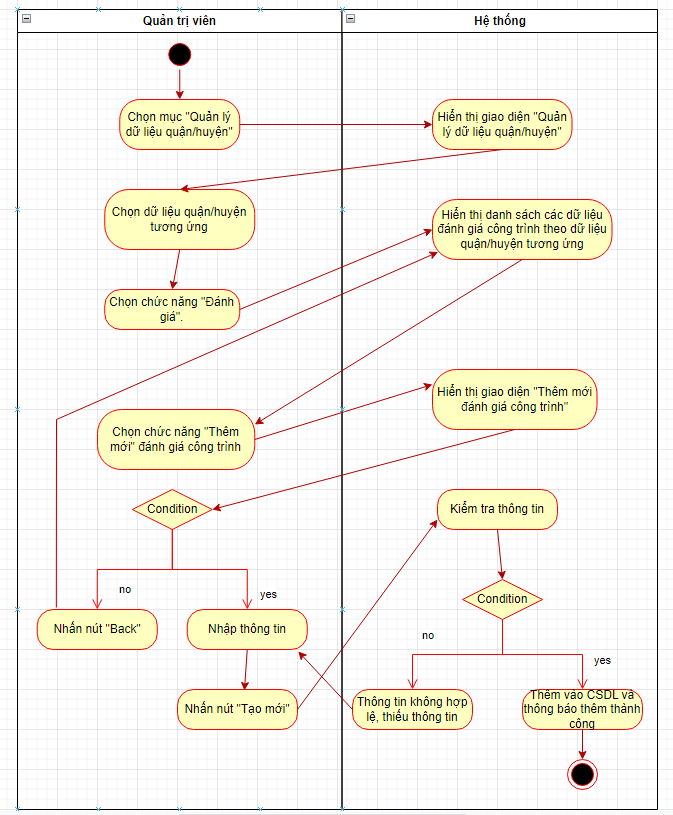 Quản trị viên
Hệ thống
Chọn mục "Quản lý
dữ liệu quận/huyện"
Hiển thị giao diện "Quản
lý dữ liệu quận/huyện"
Chọn dữ liệu quận/huyện
tương ứng
Hiển thị danh sách các dữ liệu
đánh giá công trình theo dữ liệu
quận/huyện tương ứng
Chọn chức năng "Đánh
giá".
Hiển thị giao diện "Thêm mới
đánh giá công trình"
Chọn chức năng "Thêm
mới" đánh giá công trình
Condition
Kiểm tra thông tin
no
yes
Condition
Nhấn nút "Back"
Nhập thông tin
no
yes
Nhấn nút "Tạo mới"
Thông tin không hợp
lệ, thiếu thông tin
Thêm vào CSDL và
thông báo thêm thành
công